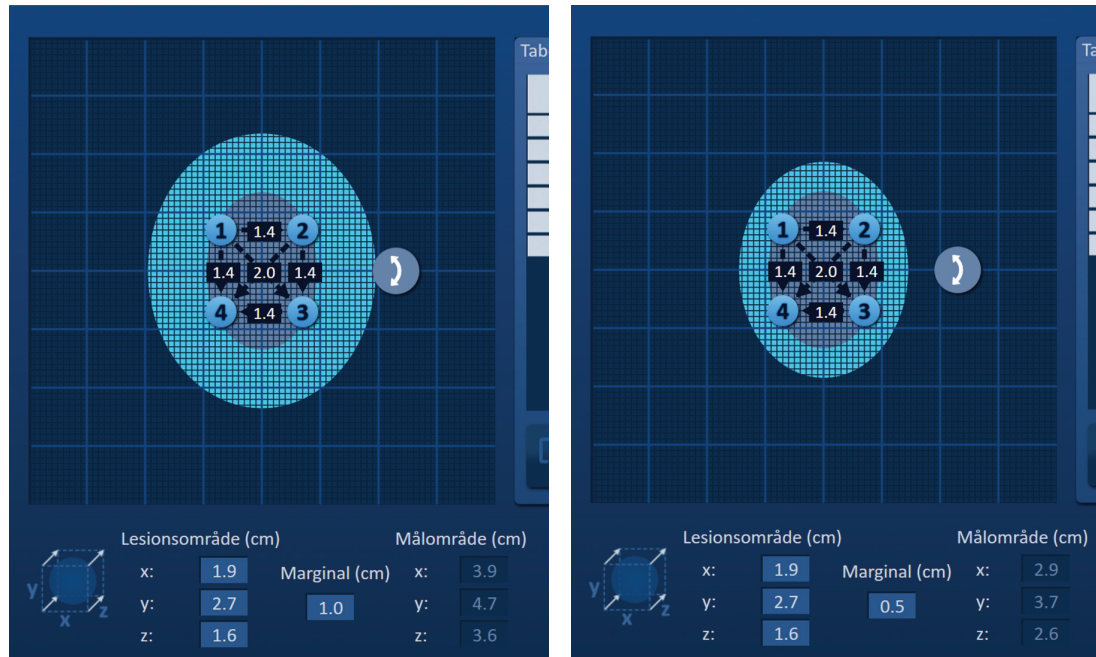 Tab
1 1.4 2
1.4 2.0 1.4
4 1.4 3
Lesionsområde (cm) Målområde (cm)
x: 1.9 Marginal (cm) x: 3.9
y: 2.7 1.0 y: 4.7
z: 1.6 z: 3.6
y
x
z
Ta
1 1.4 2
1.4 2.0 1.4
4 1.4 3
Lesionsområde (cm) Målområde (cm)
x: 1.9 Marginal (cm) x: 2.9
y: 2.7 0.5 y: 3.7
z: 1.6 z: 2.6
y
x
z